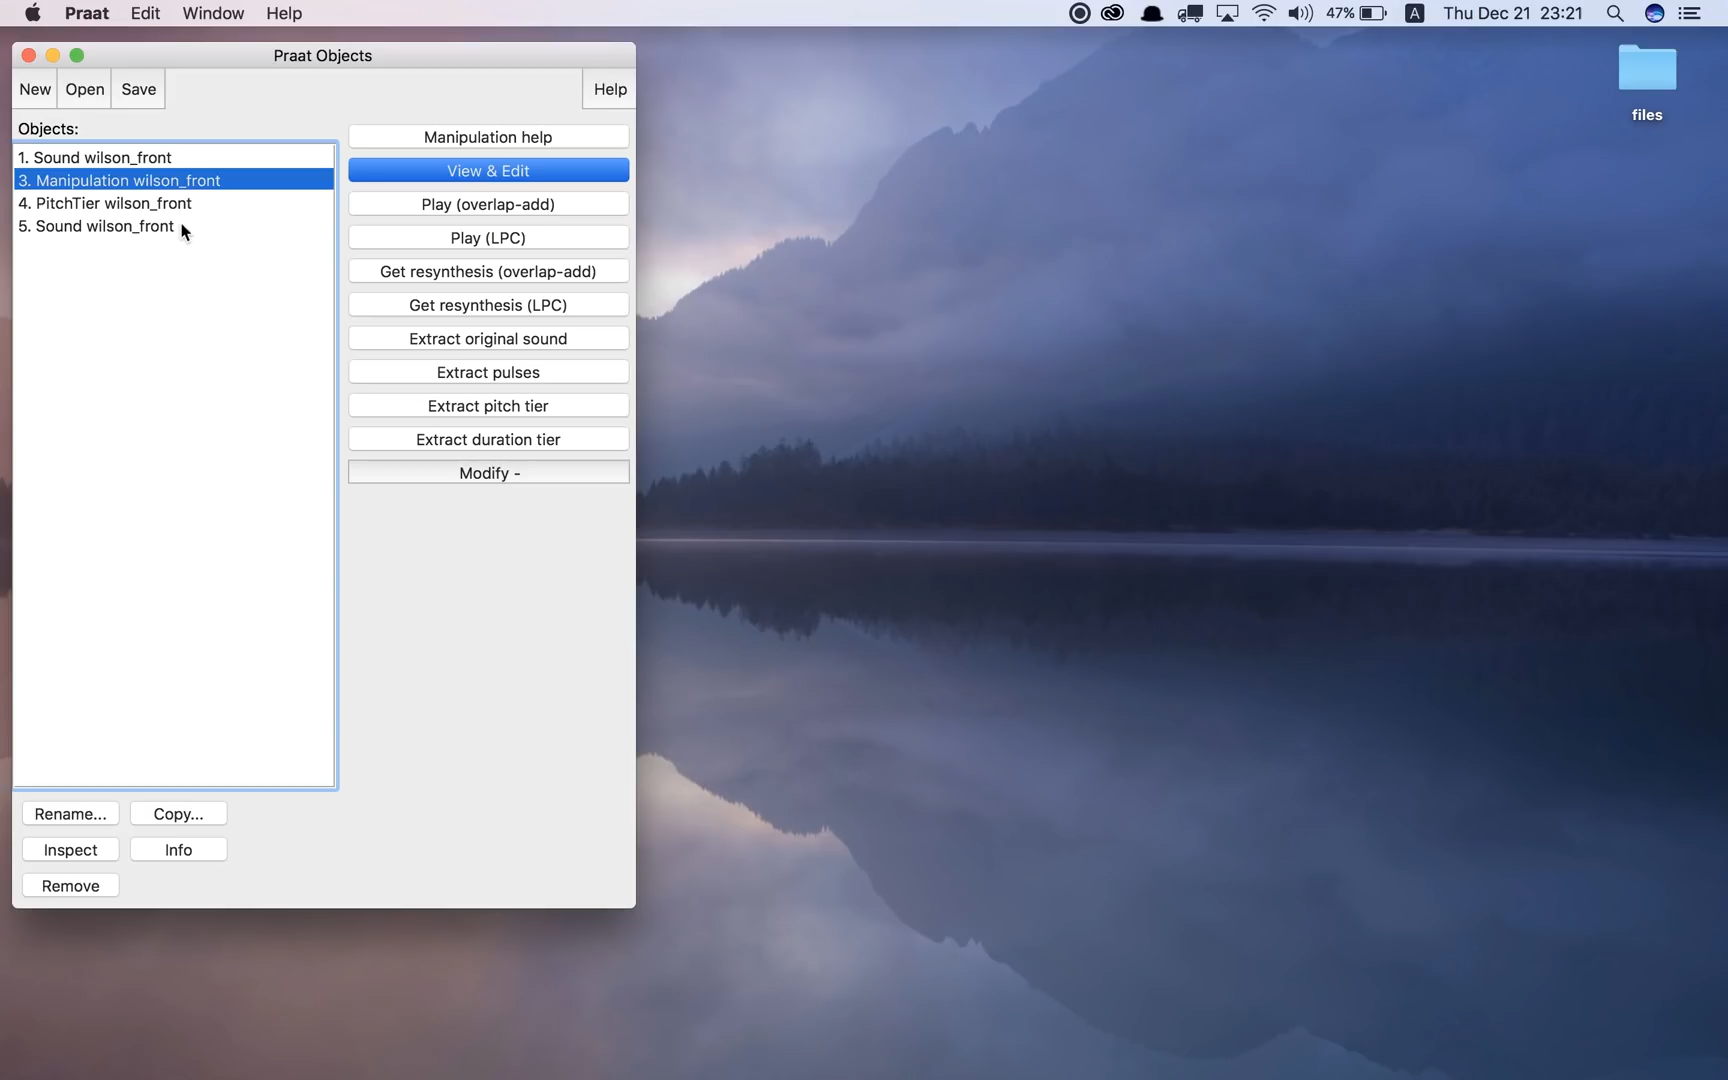 Praat Edit Window Help 47% A Thu Dec 21 23:21
Praat Objects
New Open Save Help
Objects:
1. Sound wilson_front
3. Manipulation wilson_front
4. PitchTier wilson_front
5. Sound wilson_front
Manipulation help
View & Edit
Play (overlap-add)
Play (LPC)
Get resynthesis (overlap-add)
Get resynthesis (LPC)
Extract original sound
Extract pulses
Extract pitch tier
Extract duration tier
Modify -
Rename... Copy...
Inspect Info
Remove
files